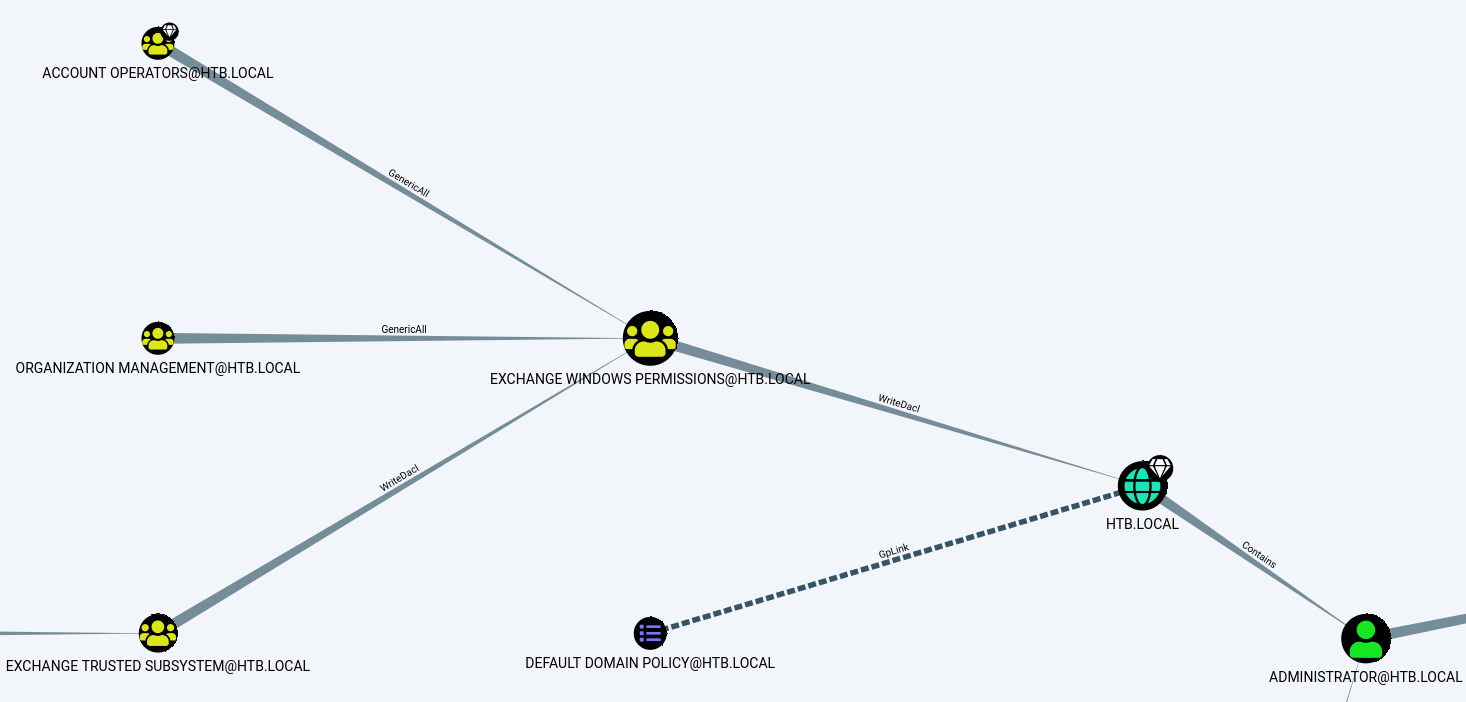 ACCOUNT OPERATORS@HTB.LOCAL
GenericAll
GenericAll
ORGANIZATION MANAGEMENT@HTB.LOCAL
EXCHANGE WINDOWS PERMISSIONS@HTB.LOCAL
WriteDacl
WriteDacl
HTB.LOCAL
GpLink
Contains
EXCHANGE TRUSTED SUBSYSTEM@HTB.LOCAL
DEFAULT DOMAIN POLICY@HTB.LOCAL
ADMINISTRATOR@HTB.LOCAL